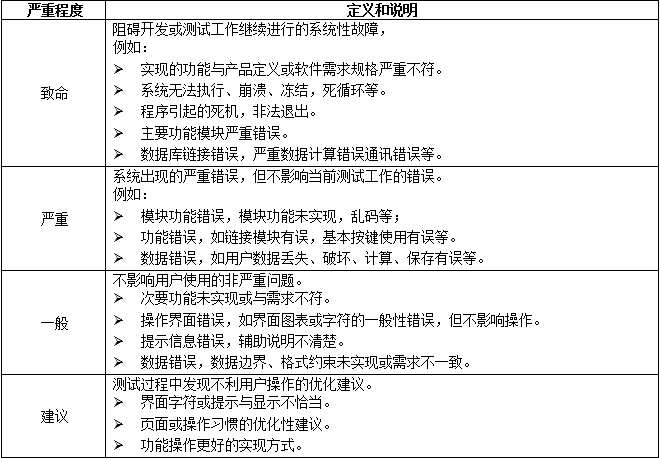 严重程度 定义和说明
阻碍开发或测试工作继续进行的系统性故障,
例如:
➢ 实现的功能与产品定义或软件需求规格严重不符。
➢ 系统无法执行、崩溃、冻结，死循环等。
致命
➢ 程序引起的死机，非法退出。
➢ 主要功能模块严重错误。
➢ 数据库链接错误，严重数据计算错误通讯错误等。
系统出现的严重错误，但不影响当前测试工作的错误。
例如:
严重
➢ 模块功能错误，模块功能未实现，乱码等；
➢ 功能错误，如链接模块有误，基本按键使用有误等。
➢ 数据错误，如用户数据丢失、破坏、计算、保存有误等。
不影响用户使用的非严重问题。
➢ 次要功能未实现或与需求不符。
一般
➢ 操作界面错误，如界面图表或字符的一般性错误，但不影响操作。
➢ 提示信息错误，辅助说明不清楚。
➢ 数据错误，数据边界、格式约束未实现或需求不一致。
测试过程中发现不利用户操作的优化建议。
➢ 界面字符或提示与显示不恰当。
建议
➢ 页面或操作习惯的优化性建议。
➢ 功能操作更好的实现方式。